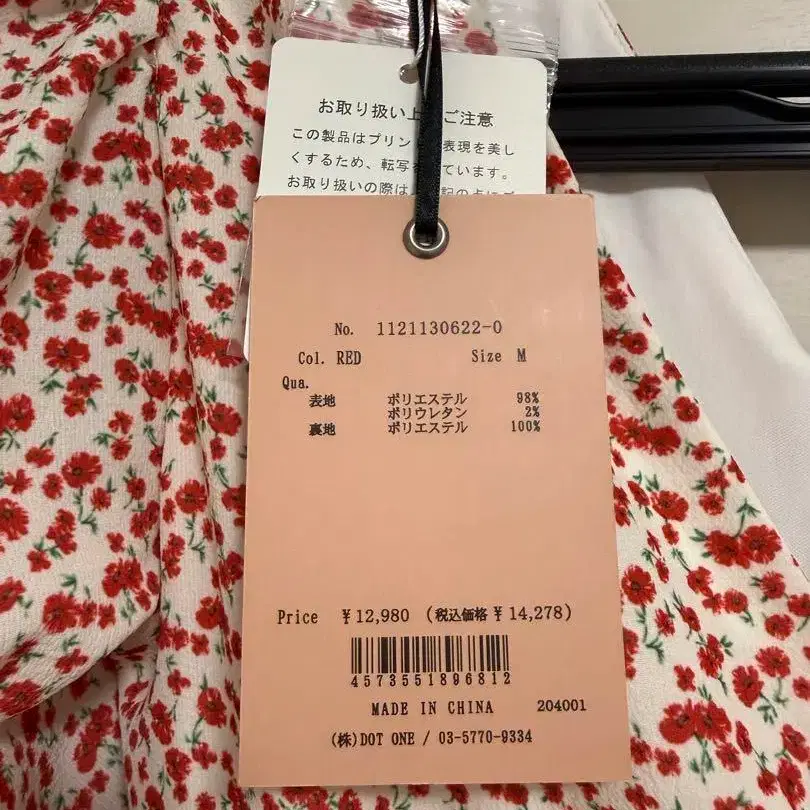 お取り扱い上 ご注意
この製品はプリン 表現を美し
くするため、転写 ています。
お取り扱いの際は 記の点にご
No. 1121130622-0
Col. RED Size M
Qua.
表地 ポリエステル 98%
ポリウレタン 2%
裏地 ポリエステル 100%
Price ¥12,980 (税込価格¥14,278)
4573551896812
MADE IN CHINA 204001
(株)DOT ONE / 03-5770-9334